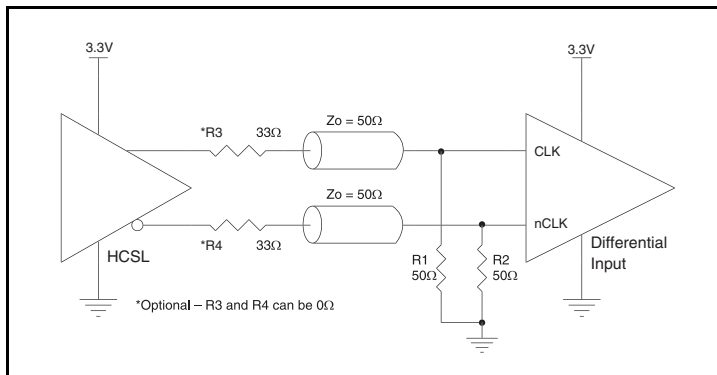 3.3V
3.3V
*R3 33Ω
Zo = 50Ω
CLK
Zo = 50Ω
nCLK
*R4 33Ω
HCSL
R1
50Ω
R2
50Ω
Differential
Input
*Optional – R3 and R4 can be 0Ω